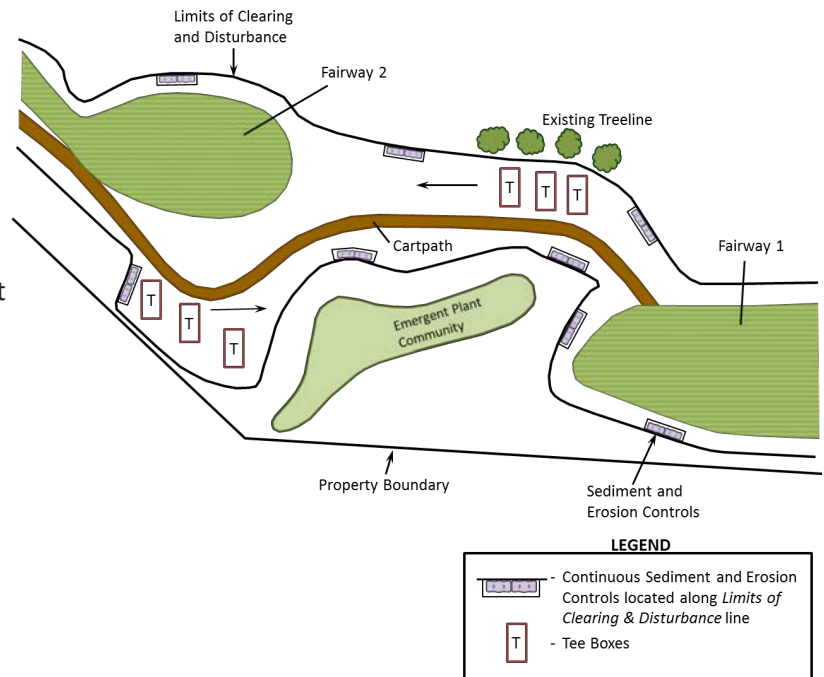 Limits of Clearing
and Disturbance
Fairway 2
Existing Treeline
T
T
T
Cartpath
Fairway 1
t
T
T
T
Emergent Plant
Community
Property Boundary
Sediment and
Erosion Controls
LEGEND
- Continuous Sediment and Erosion
Controls located along Limits of
Clearing & Disturbance line
T - Tee Boxes